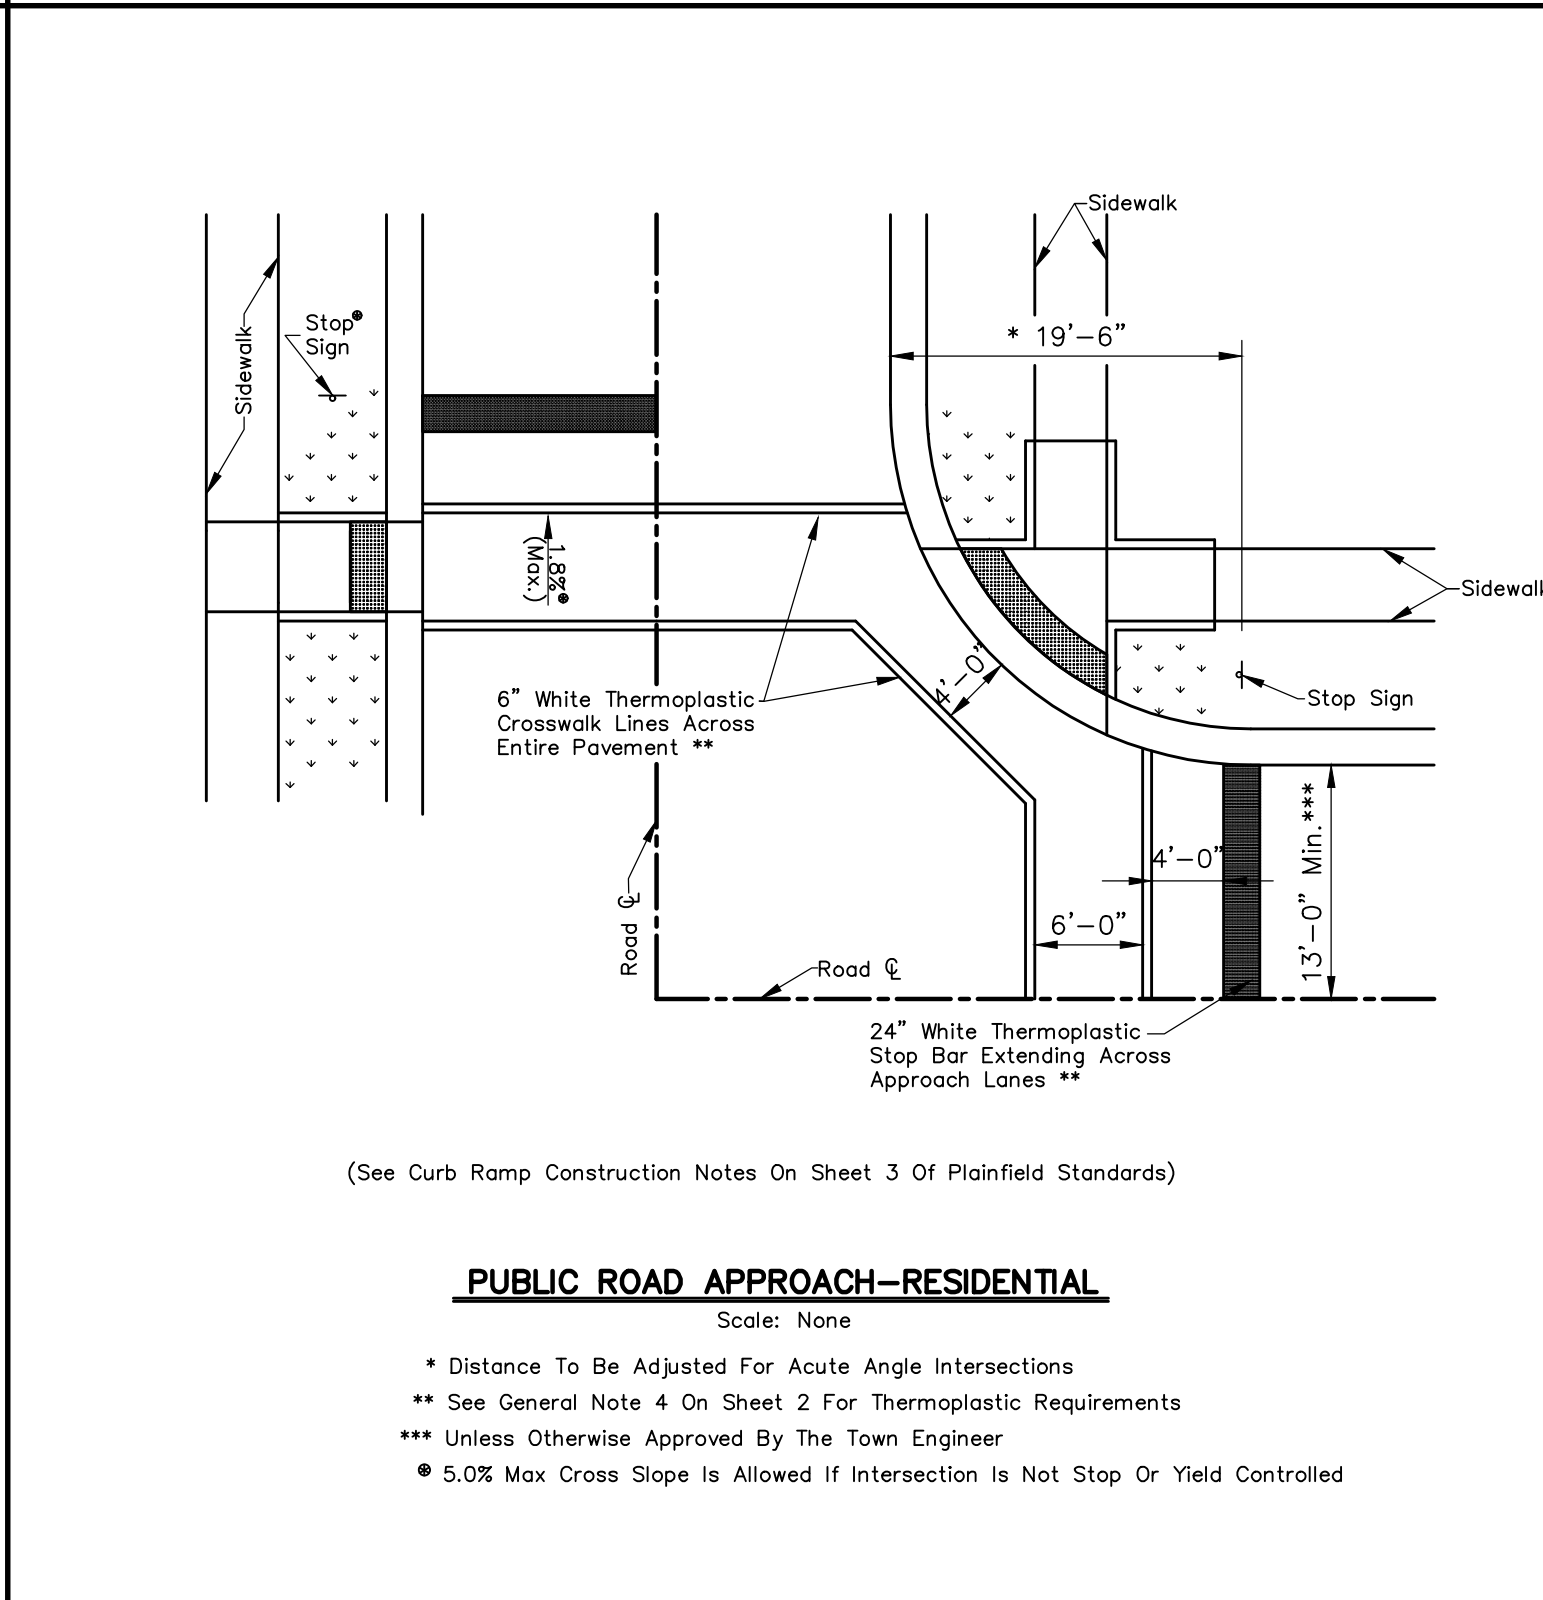 Sidewalk
Stop⊛
Sign
Sidewalk
* 19'-6"
1.8%⊛
(Max.)
Sidewalk
4'-0"
Stop Sign
6" White Thermoplastic
Crosswalk Lines Across
Entire Pavement **
13'-0" Min.***
4'-0"
6'-0"
Road ℄
Road ℄
24" White Thermoplastic
Stop Bar Extending Across
Approach Lanes **
(See Curb Ramp Construction Notes On Sheet 3 Of Plainfield Standards)
PUBLIC ROAD APPROACH-RESIDENTIAL
Scale: None
* Distance To Be Adjusted For Acute Angle Intersections
** See General Note 4 On Sheet 2 For Thermoplastic Requirements
*** Unless Otherwise Approved By The Town Engineer
⊛ 5.0% Max Cross Slope Is Allowed If Intersection Is Not Stop Or Yield Controlled